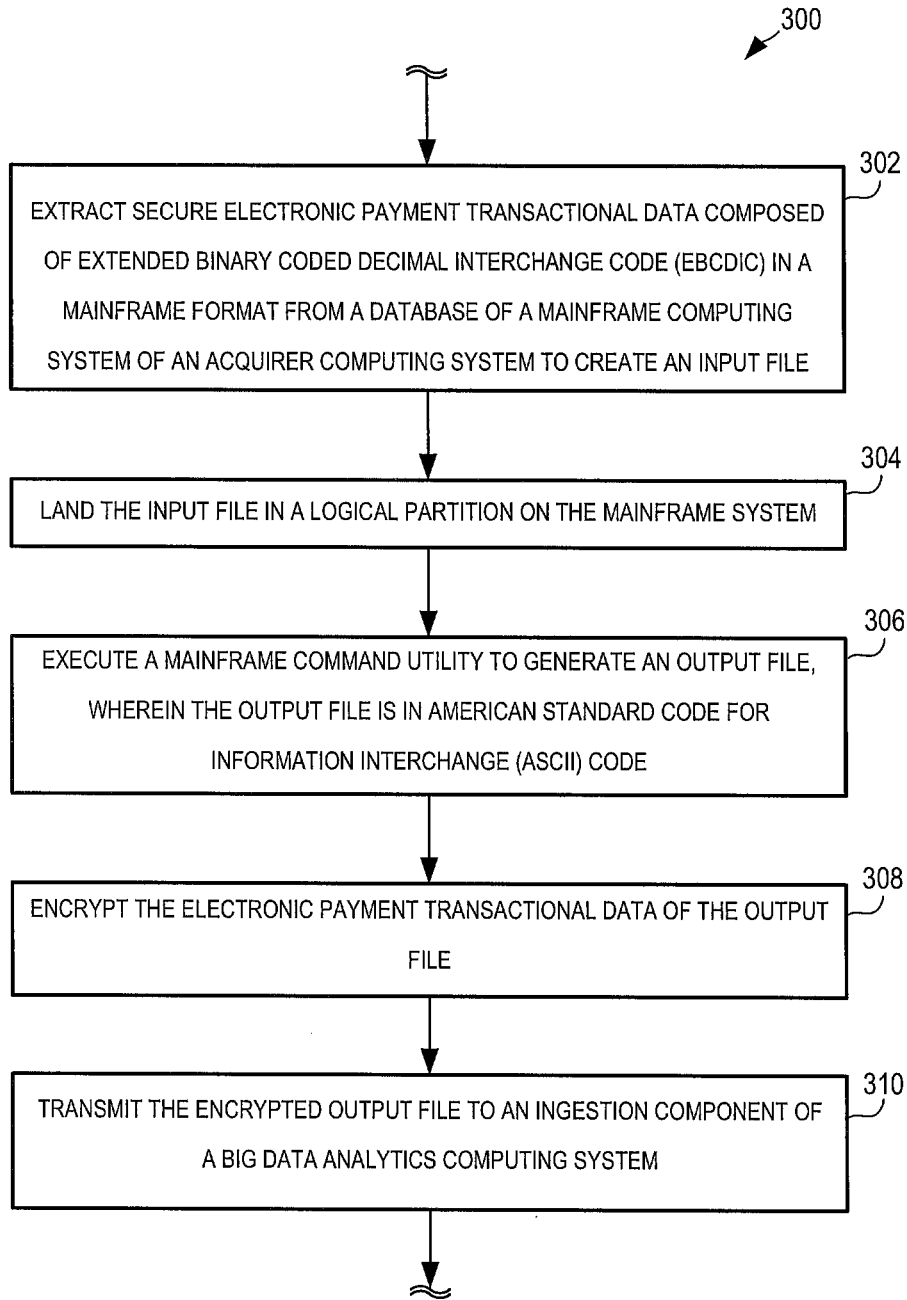 300
302
EXTRACT SECURE ELECTRONIC PAYMENT TRANSACTIONAL DATA COMPOSED
OF EXTENDED BINARY CODED DECIMAL INTERCHANGE CODE (EBCDIC) IN A
MAINFRAME FORMAT FROM A DATABASE OF A MAINFRAME COMPUTING
SYSTEM OF AN ACQUIRER COMPUTING SYSTEM TO CREATE AN INPUT FILE
304
LAND THE INPUT FILE IN A LOGICAL PARTITION ON THE MAINFRAME SYSTEM
306
EXECUTE A MAINFRAME COMMAND UTILITY TO GENERATE AN OUTPUT FILE,
WHEREIN THE OUTPUT FILE IS IN AMERICAN STANDARD CODE FOR
INFORMATION INTERCHANGE (ASCII) CODE
308
ENCRYPT THE ELECTRONIC PAYMENT TRANSACTIONAL DATA OF THE OUTPUT
FILE
310
TRANSMIT THE ENCRYPTED OUTPUT FILE TO AN INGESTION COMPONENT OF
A BIG DATA ANALYTICS COMPUTING SYSTEM